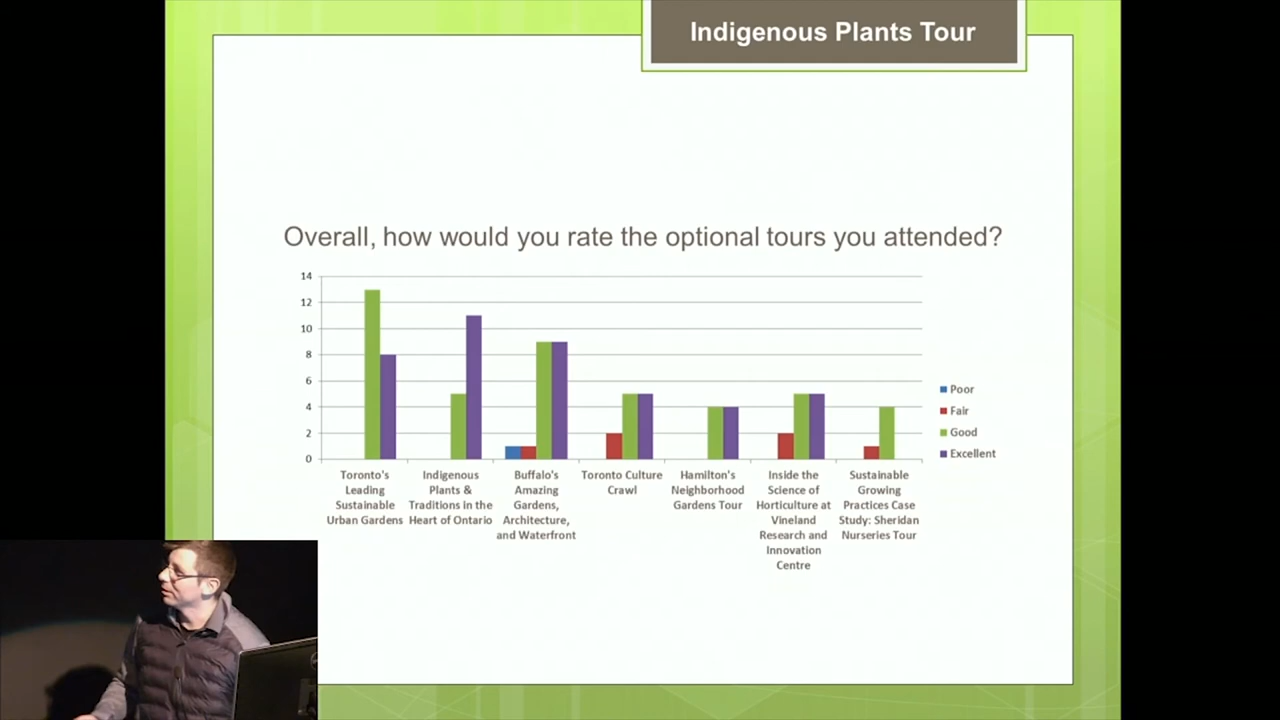 Indigenous Plants Tour
Overall, how would you rate the optional tours you attended?
14
12
10
8
6
4
2
0
Toronto's
Leading
Sustainable
Urban Gardens
Indigenous
Plants &
Traditions in the
Heart of Ontario
Buffalo's
Amazing
Gardens,
Architecture,
and Waterfront
Toronto Culture
Crawl
Hamilton's
Neighborhood
Gardens Tour
Inside the
Science of
Horticulture at
Vineland
Research and
Innovation
Centre
Sustainable
Growing
Practices Case
Study: Sheridan
Nurseries Tour
Poor
Fair
Good
Excellent